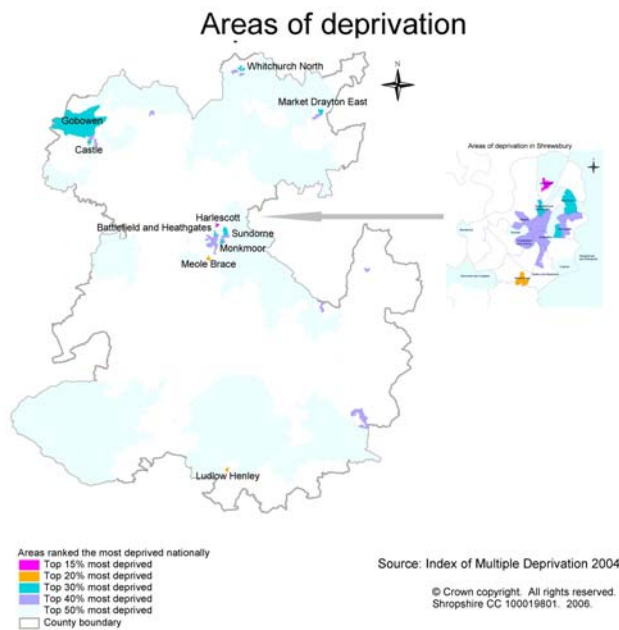 Areas of deprivation
Whitchurch North
N
Market Drayton East
Gobowen
Castle
Areas of deprivation in Shrewsbury
Harlescott
Battlefield and Heathgates
Sundorne
Monkmoor
Meole Brace
Ludlow Henley
Areas ranked the most deprived nationally
Top 15% most deprived
Top 20% most deprived
Top 30% most deprived
Top 40% most deprived
Top 50% most deprived
County boundary
Source: Index of Multiple Deprivation 2004
© Crown copyright. All rights reserved.
Shropshire CC 100019801. 2006.